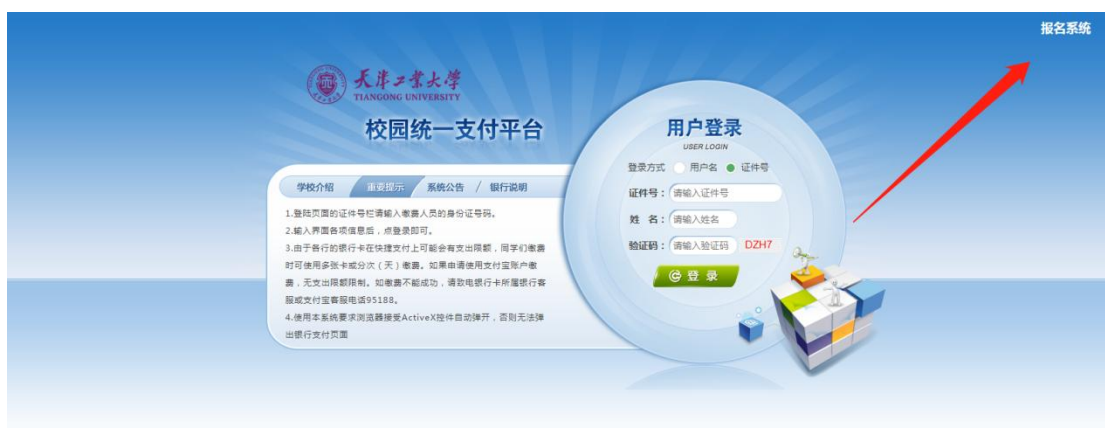 报名系统
天津工业大学
TIANGONG UNIVERSITY
校园统一支付平台
学校介绍 / 重要提示 / 系统公告 / 银行说明
1.登陆页面的证件号栏请输入缴费人员的身份证号码。
2.输入界面各项信息后，点登录即可。
3.由于各行的银行卡在快捷支付上可能会有支出限额，同学们缴费
时可使用多张卡或分次（天）缴费。如果申请使用支付宝账户缴
费，无支出限额限制。如缴费不能成功，请致电银行卡所属银行客
服或支付宝客服电话95188。
4.使用本系统要求浏览器接受ActiveX控件自动弹开，否则无法弹
出银行支付页面
用户登录
USER LOGIN
登录方式 用户名 证件号
证件号： 请输入证件号
姓 名： 请输入姓名
验证码： 请输入验证码 DZH7
登 录